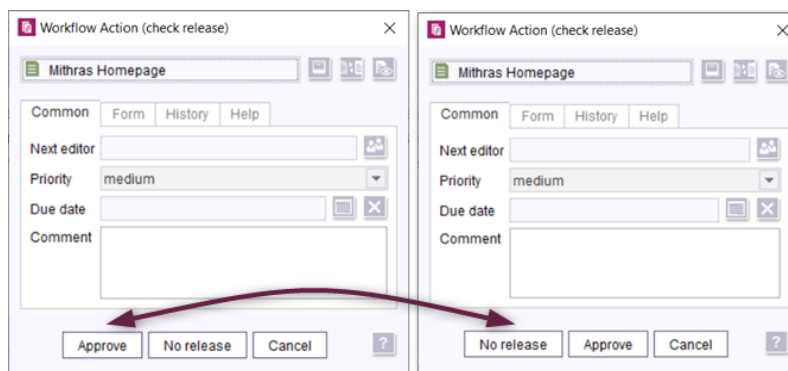 Workflow Action (check release)
Mithras Homepage
Common Form History Help
Next editor
Priority medium
Due date
Comment
Approve No release Cancel ?
Workflow Action (check release)
Mithras Homepage
Common Form History Help
Next editor
Priority medium
Due date
Comment
No release Approve Cancel ?